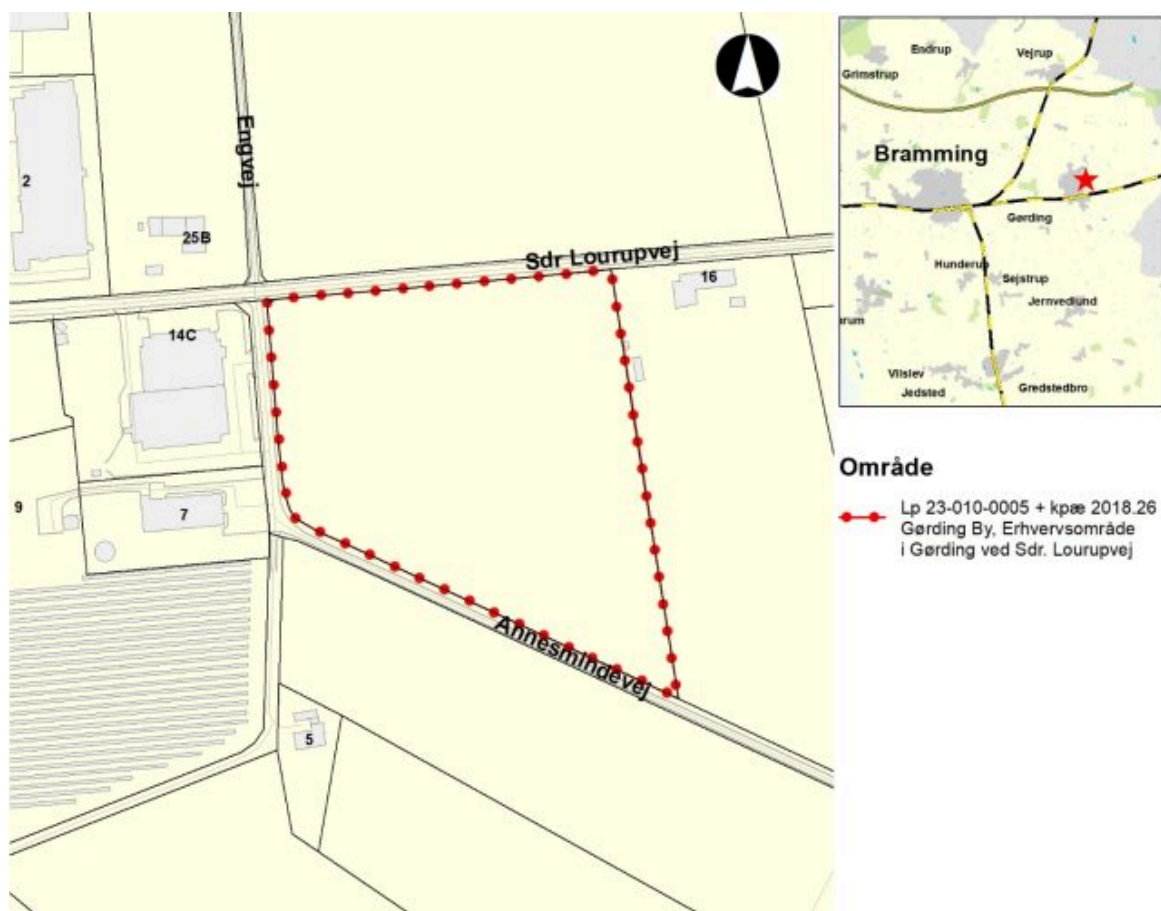 Engvej
2
25B
Sdr Lourupvej
16
14C
9
7
Annesmindevej
5
Endrup
Vejrup
Grimstrup
Bramming
Gørding
Hunderup
Sejstrup
Jernvedlund
arum
Vilslev
Jedsted
Gredstedbro
Område
Lp 23-010-0005 + kpæ 2018.26
Gørding By, Erhvervsområde
i Gørding ved Sdr. Lourupvej